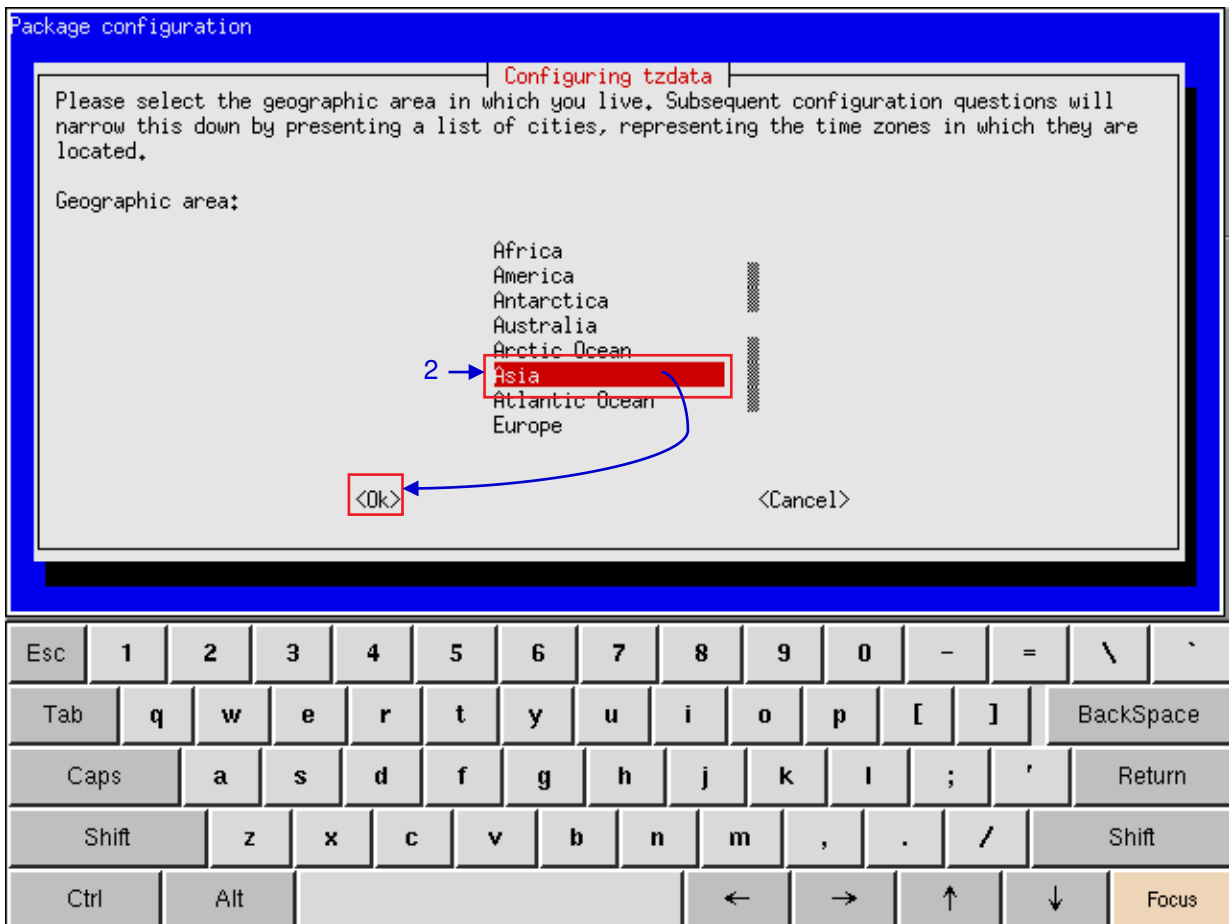 Package configuration
Configuring tzdata
Please select the geographic area in which you live. Subsequent configuration questions will
narrow this down by presenting a list of cities, representing the time zones in which they are
located.
Geographic area:
Africa
America
Antarctica
Australia
Arctic Ocean
2 Asia
Atlantic Ocean
Europe
<Ok> <Cancel>
Esc 1 2 3 4 5 6 7 8 9 0 - = \ `
Tab q w e r t y u i o p [ ] BackSpace
Caps a s d f g h j k l ; ' Return
Shift z x c v b n m , . / Shift
Ctrl Alt ← → ↑ ↓ Focus